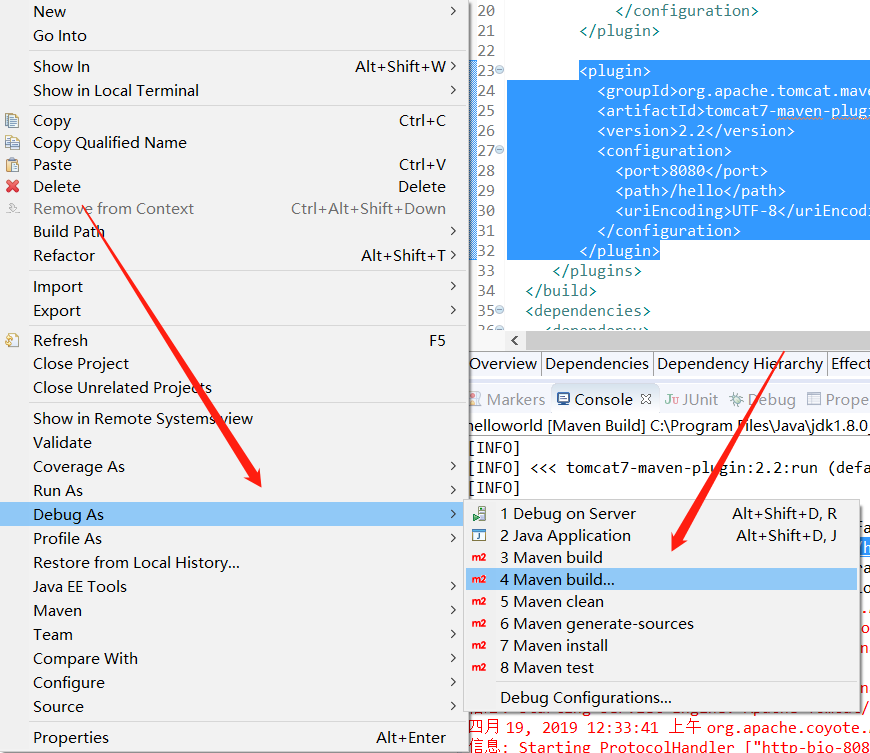 New
Go Into
Show In Alt+Shift+W
Show in Local Terminal
Copy Ctrl+C
Copy Qualified Name
Paste Ctrl+V
Delete Delete
Remove from Context Ctrl+Alt+Shift+Down
Build Path
Refactor Alt+Shift+T
Import
Export
Refresh F5
Close Project
Close Unrelated Projects
Show in Remote Systems view
Validate
Coverage As
Run As
Debug As
Profile As
Restore from Local History...
Java EE Tools
Maven
Team
Compare With
Configure
Source
Properties Alt+Enter
20 </configuration>
21 </plugin>
22
23 <plugin>
24 <groupId>org.apache.tomcat.mave
25 <artifactId>tomcat7-maven-plugi
26 <version>2.2</version>
27 <configuration>
28 <port>8080</port>
29 <path>/hello</path>
30 <uriEncoding>UTF-8</uriEncodi
31 </configuration>
32 </plugin>
33 </plugins>
34 </build>
35 <dependencies>
36 <dependency>
Overview Dependencies Dependency Hierarchy Effect
Markers Console JUnit Debug Prope
helloworld [Maven Build] C:\Program Files\Java\jdk1.8.0_
[INFO]
[INFO] <<< tomcat7-maven-plugin:2.2:run (defa
[INFO]
1 Debug on Server Alt+Shift+D, R
2 Java Application Alt+Shift+D, J
m2 3 Maven build
m2 4 Maven build...
m2 5 Maven clean
m2 6 Maven generate-sources
m2 7 Maven install
m2 8 Maven test
Debug Configurations...
四月 19, 2019 12:33:41 上午 org.apache.coyote.
信息: Starting ProtocolHandler ["http-bio-808